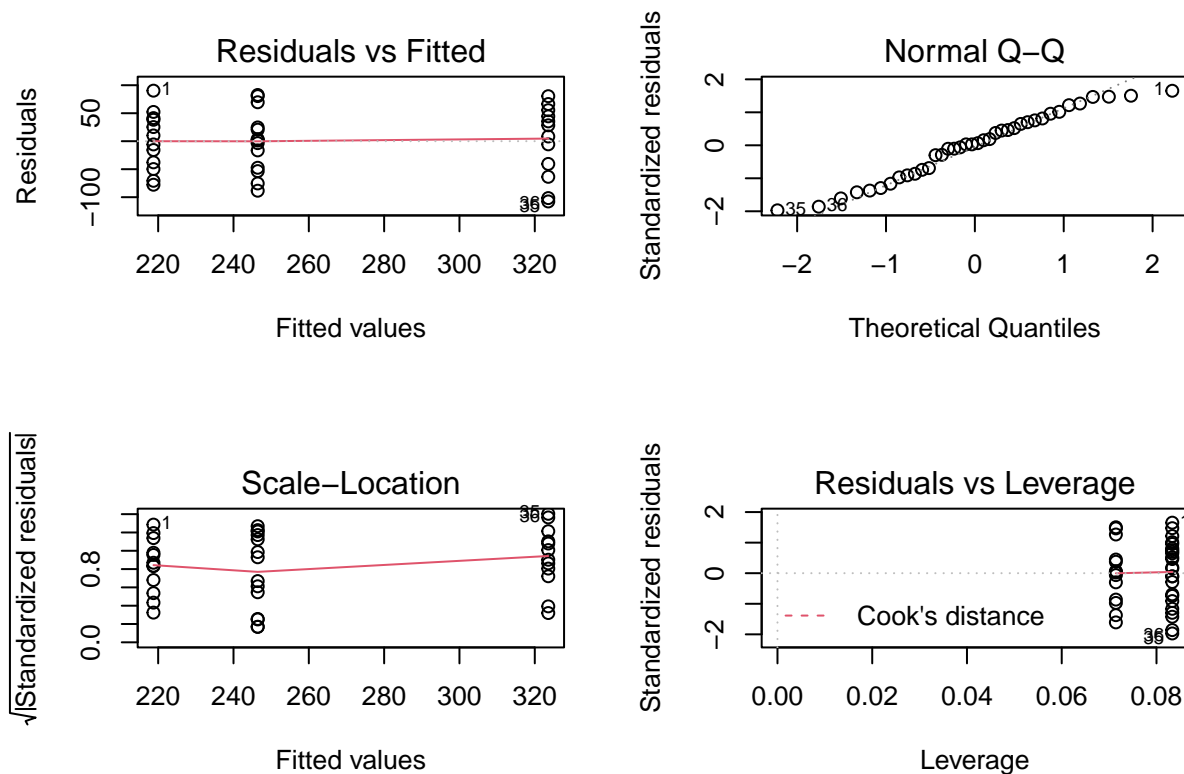 Residuals vs Fitted
Residuals
50
−100
1
36
35
220 240 260 280 300 320
Fitted values
Normal Q−Q
Standardized residuals
2
0
−2
1
35
36
−2 −1 0 1 2
Theoretical Quantiles
Scale−Location
√|Standardized residuals|
0.8
0.0
1
35
36
220 240 260 280 300 320
Fitted values
Residuals vs Leverage
Standardized residuals
2
0
−2
1
36
35
Cook's distance
0.00 0.02 0.04 0.06 0.08
Leverage